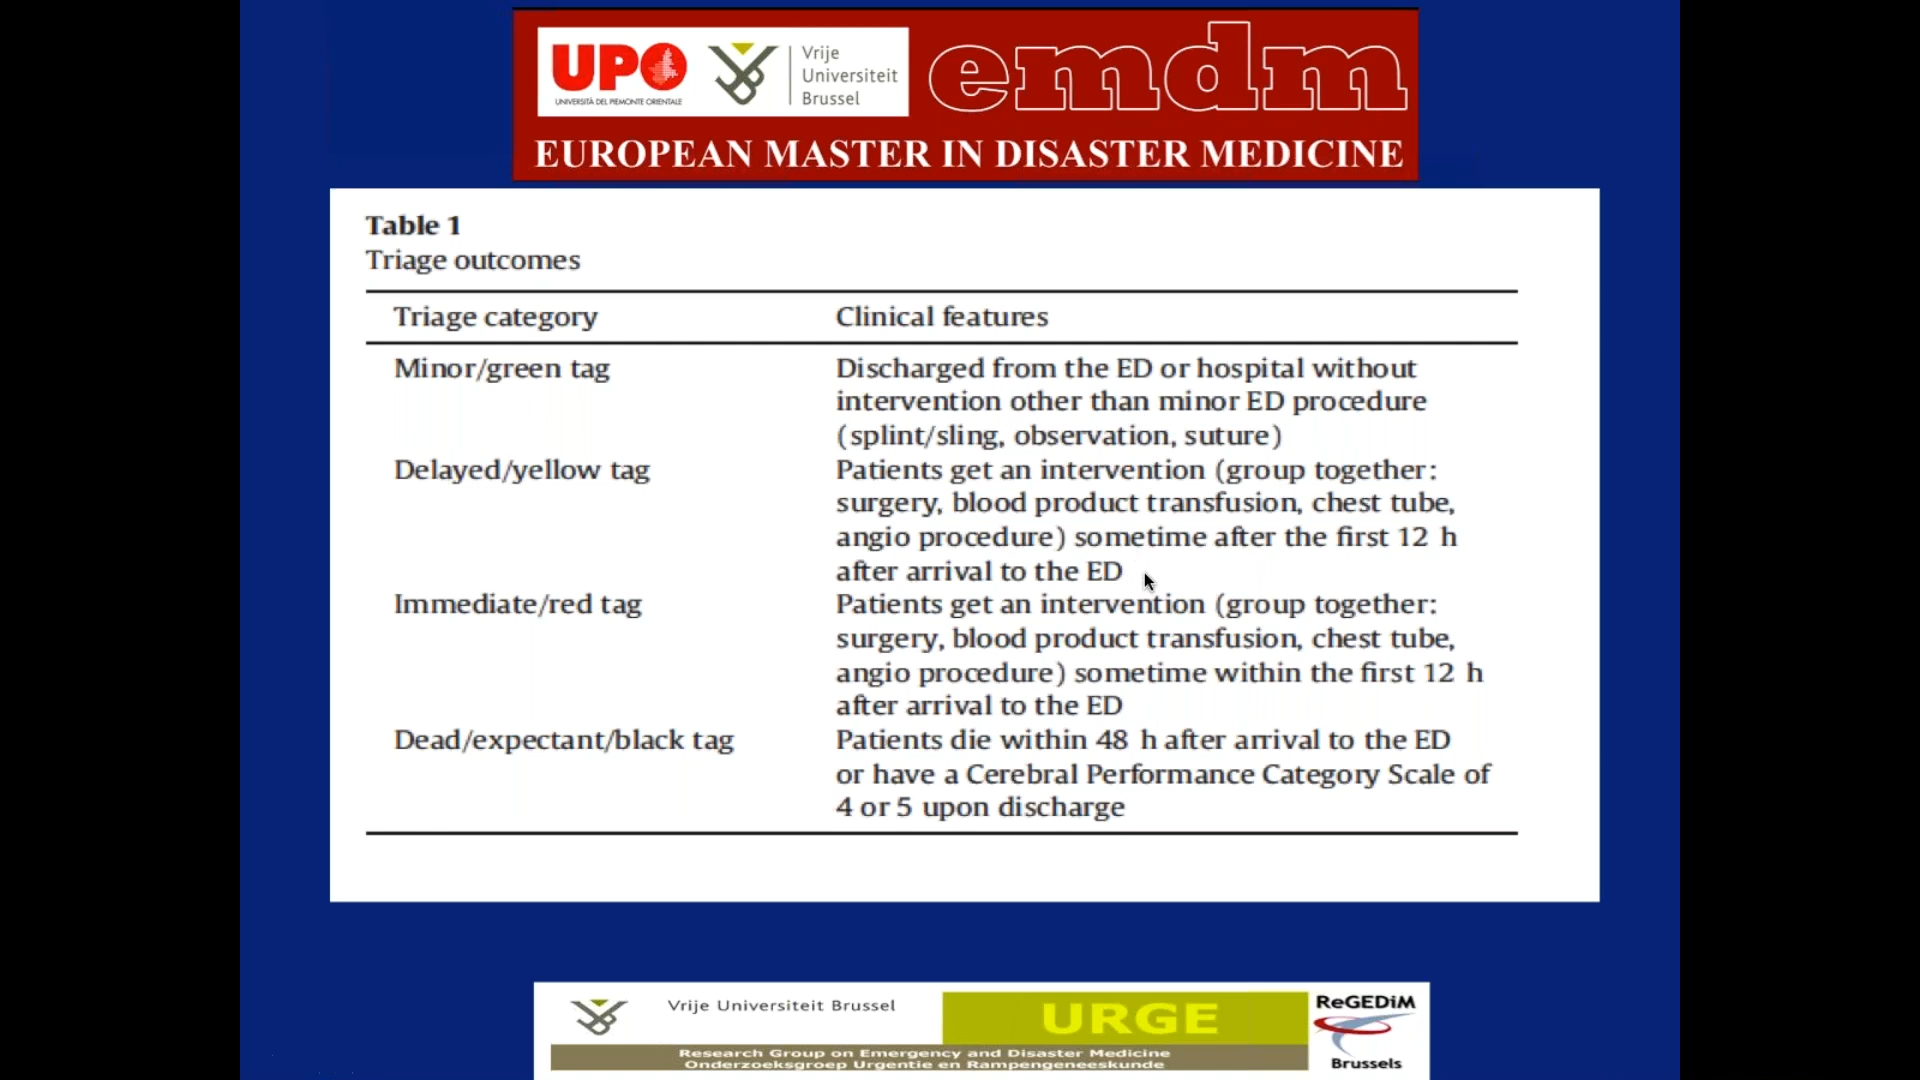 UPO
UNIVERSITÀ DEL PIEMONTE ORIENTALE
Vrije
Universiteit
Brussel
emdm
EUROPEAN MASTER IN DISASTER MEDICINE
Table 1
Triage outcomes
Triage category Clinical features
Minor/green tag Discharged from the ED or hospital without
intervention other than minor ED procedure
(splint/sling, observation, suture)
Delayed/yellow tag Patients get an intervention (group together:
surgery, blood product transfusion, chest tube,
angio procedure) sometime after the first 12 h
after arrival to the ED
Immediate/red tag Patients get an intervention (group together:
surgery, blood product transfusion, chest tube,
angio procedure) sometime within the first 12 h
after arrival to the ED
Dead/expectant/black tag Patients die within 48 h after arrival to the ED
or have a Cerebral Performance Category Scale of
4 or 5 upon discharge
Vrije Universiteit Brussel
URGE
ReGEDiM
Brussels
Research Group on Emergency and Disaster Medicine
Onderzoeksgroep Urgentie en Rampengeneeskunde